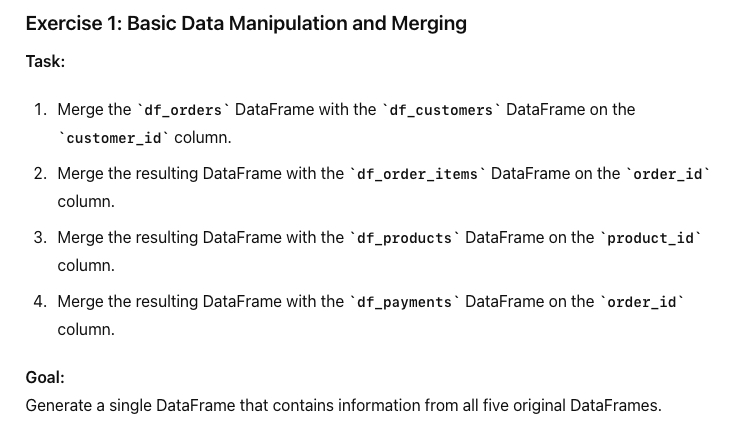 Exercise 1: Basic Data Manipulation and Merging
Task:
1. Merge the `df_orders` DataFrame with the `df_customers` DataFrame on the
`customer_id` column.
2. Merge the resulting DataFrame with the `df_order_items` DataFrame on the `order_id`
column.
3. Merge the resulting DataFrame with the `df_products` DataFrame on the `product_id`
column.
4. Merge the resulting DataFrame with the `df_payments` DataFrame on the `order_id`
column.
Goal:
Generate a single DataFrame that contains information from all five original DataFrames.